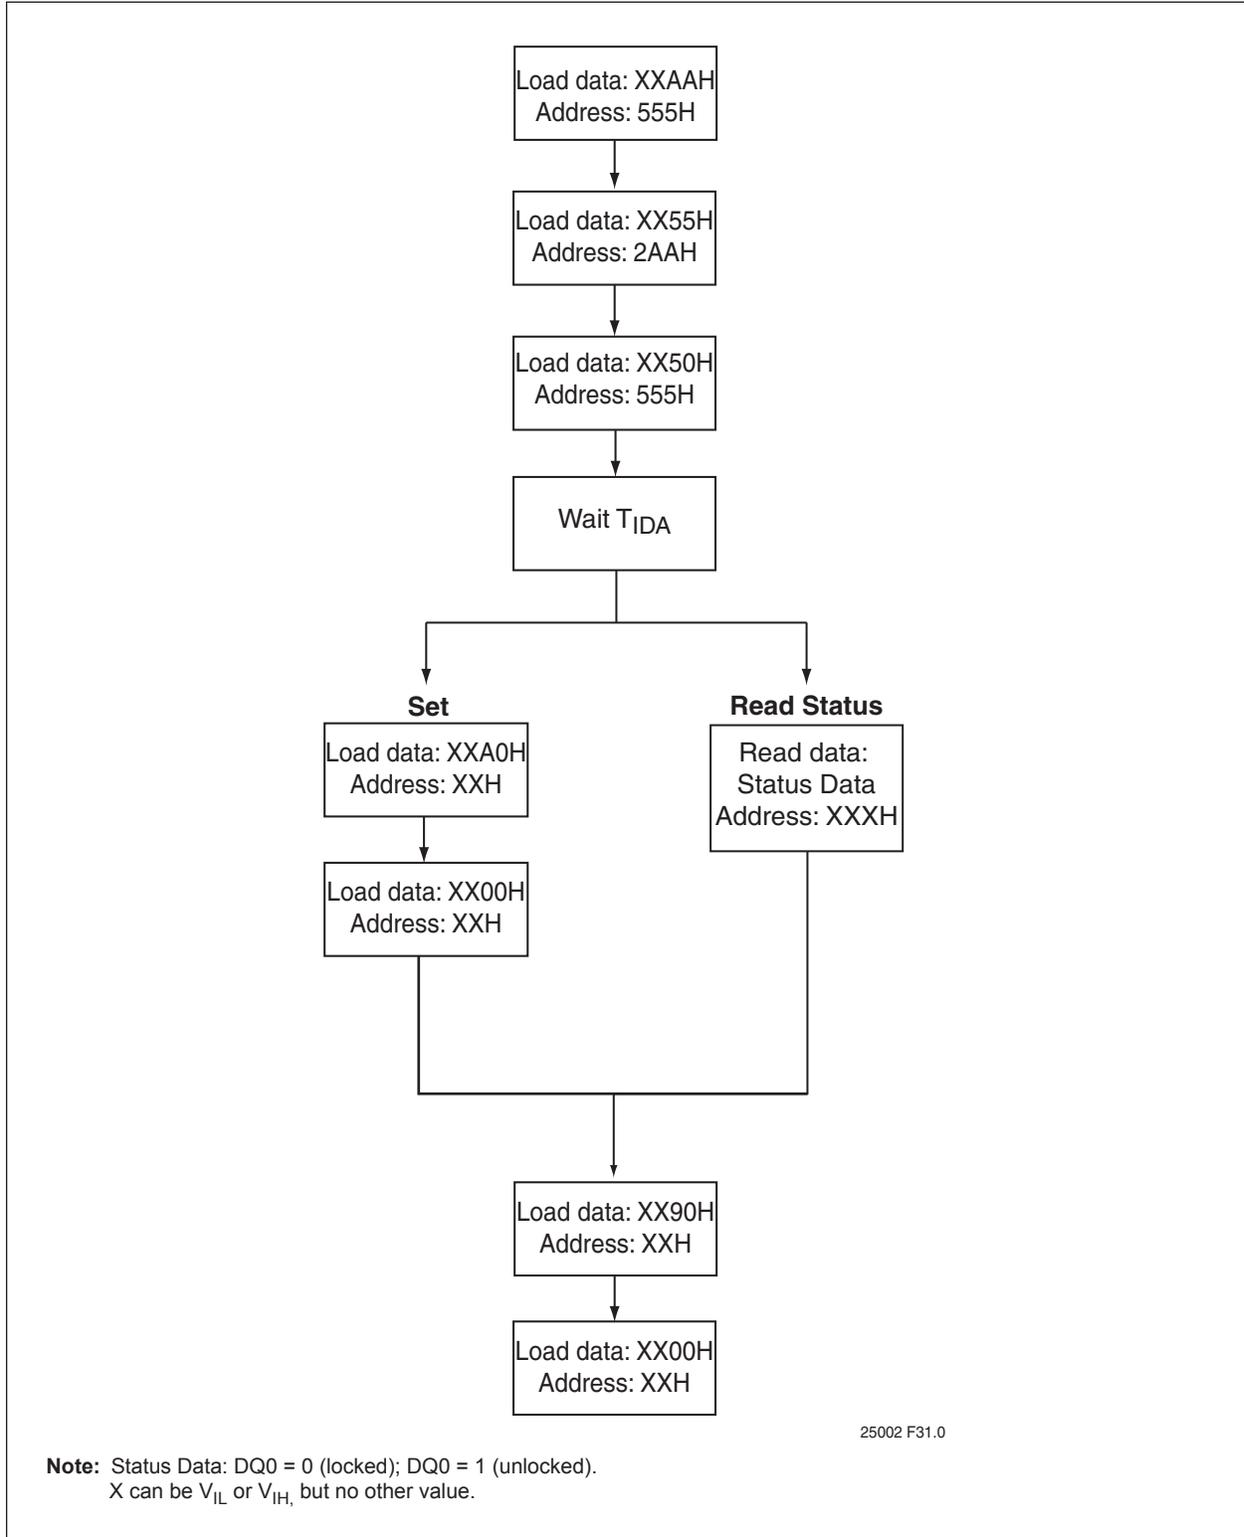 Load data: XXAAH
Address: 555H
Load data: XX55H
Address: 2AAH
Load data: XX50H
Address: 555H
Wait TIDA
Set
Load data: XXA0H
Address: XXH
Load data: XX00H
Address: XXH
Read Status
Read data:
Status Data
Address: XXXH
Load data: XX90H
Address: XXH
Load data: XX00H
Address: XXH
25002 F31.0
Note: Status Data: DQ0 = 0 (locked); DQ0 = 1 (unlocked).
X can be VIL or VIH, but no other value.